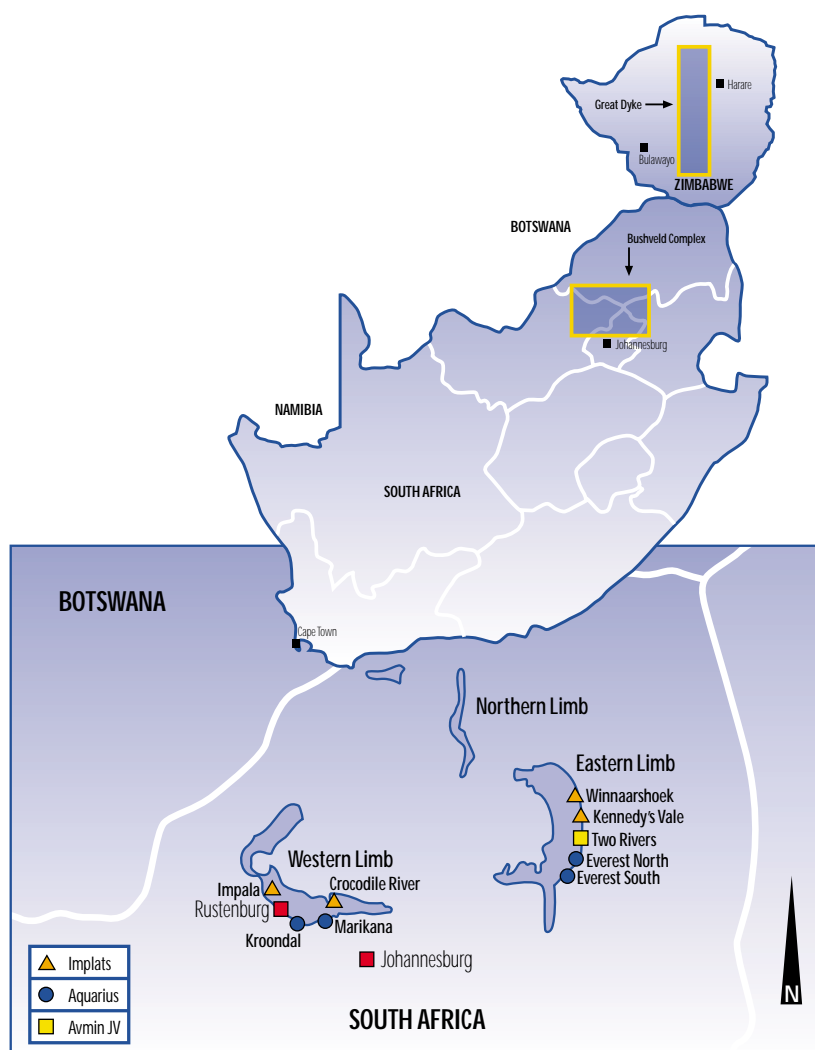 Harare
Great Dyke
Bulawayo
ZIMBABWE
BOTSWANA
Bushveld Complex
Johannesburg
NAMIBIA
SOUTH AFRICA
BOTSWANA
Cape Town
Northern Limb
Eastern Limb
Winnaarshoek
Kennedy's Vale
Two Rivers
Everest North
Everest South
Western Limb
Crocodile River
Impala
Rustenburg
Marikana
Kroondal
Johannesburg
Implats
Aquarius
Avmin JV
N
SOUTH AFRICA